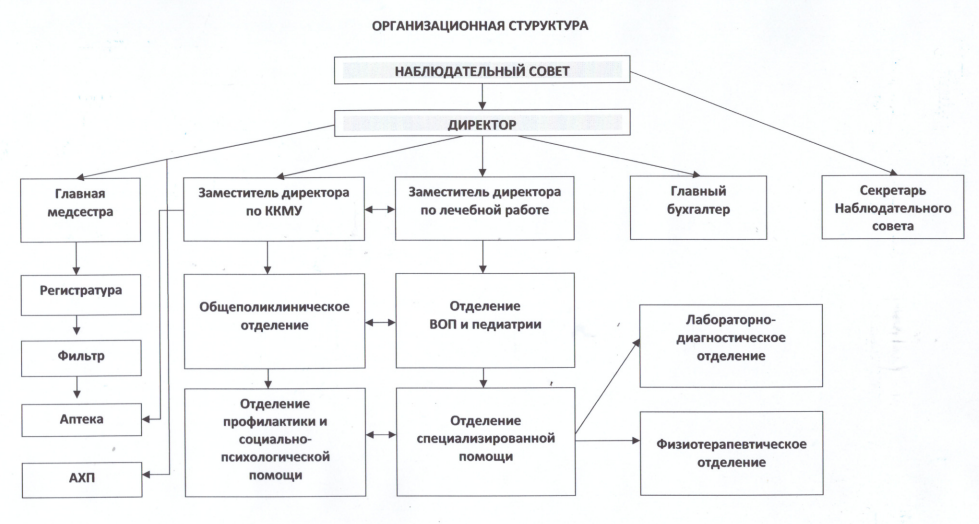 ОРГАНИЗАЦИОННАЯ СТУРУКТУРА
НАБЛЮДАТЕЛЬНЫЙ СОВЕТ
ДИРЕКТОР
Главная
медсестра
Заместитель директора
по ККМУ
Заместитель директора
по лечебной работе
Главный
бухгалтер
Секретарь
Наблюдательного
совета
Регистратура
Общеполиклиническое
отделение
Отделение
ВОП и педиатрии
Лабораторно-
диагностическое
отделение
Фильтр
Аптека
Отделение
профилактики и
социально-
психологической
помощи
Отделение
специализированной
помощи
Физиотерапевтическое
отделение
АХП